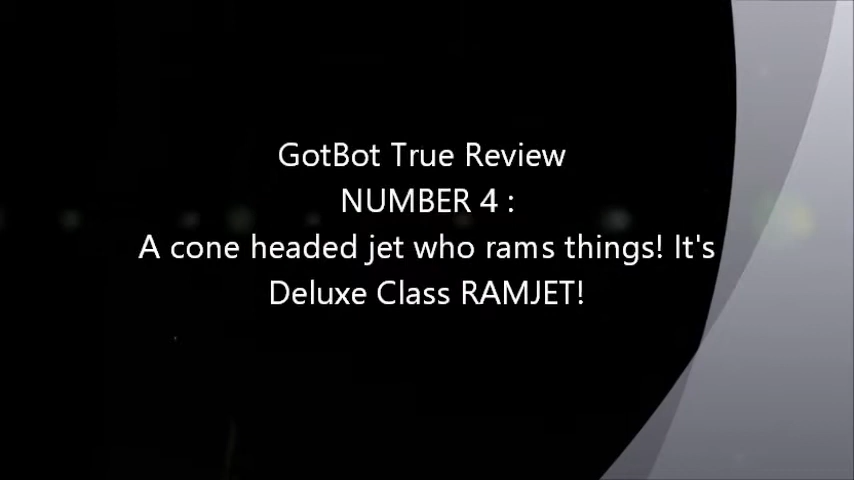 GotBot True Review
NUMBER 4 :
A cone headed jet who rams things! It's
Deluxe Class RAMJET!